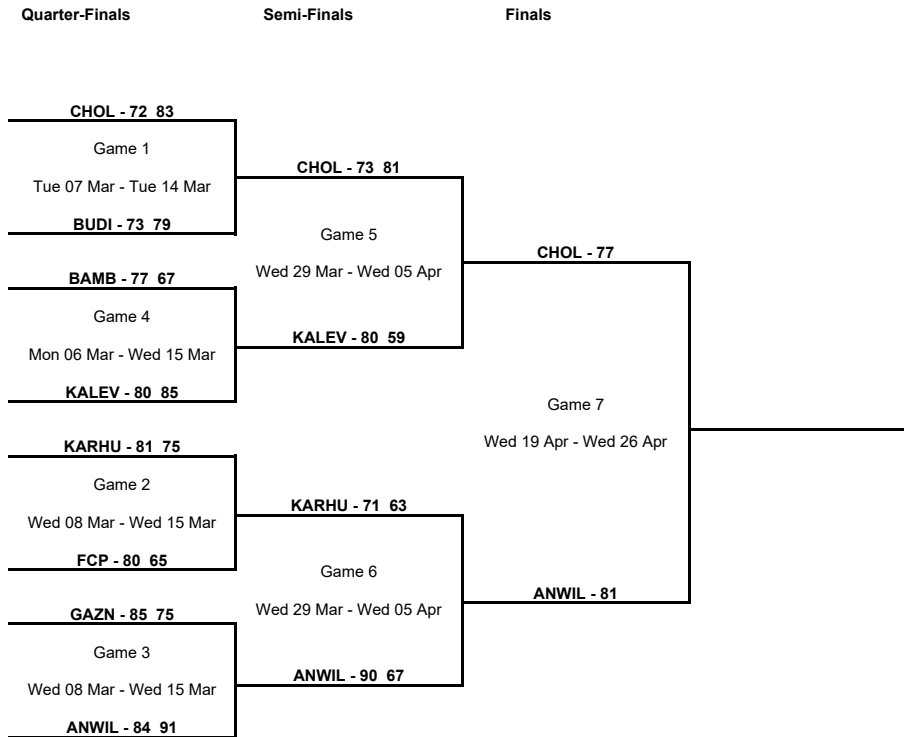 Quarter-Finals Semi-Finals Finals
CHOL - 72 83
Game 1
Tue 07 Mar - Tue 14 Mar
BUDI - 73 79
BAMB - 77 67
Game 4
Mon 06 Mar - Wed 15 Mar
KALEV - 80 85
KARHU - 81 75
Game 2
Wed 08 Mar - Wed 15 Mar
FCP - 80 65
GAZN - 85 75
Game 3
Wed 08 Mar - Wed 15 Mar
ANWIL - 84 91
CHOL - 73 81
Game 5
Wed 29 Mar - Wed 05 Apr
KALEV - 80 59
KARHU - 71 63
Game 6
Wed 29 Mar - Wed 05 Apr
ANWIL - 90 67
CHOL - 77
Game 7
Wed 19 Apr - Wed 26 Apr
ANWIL - 81